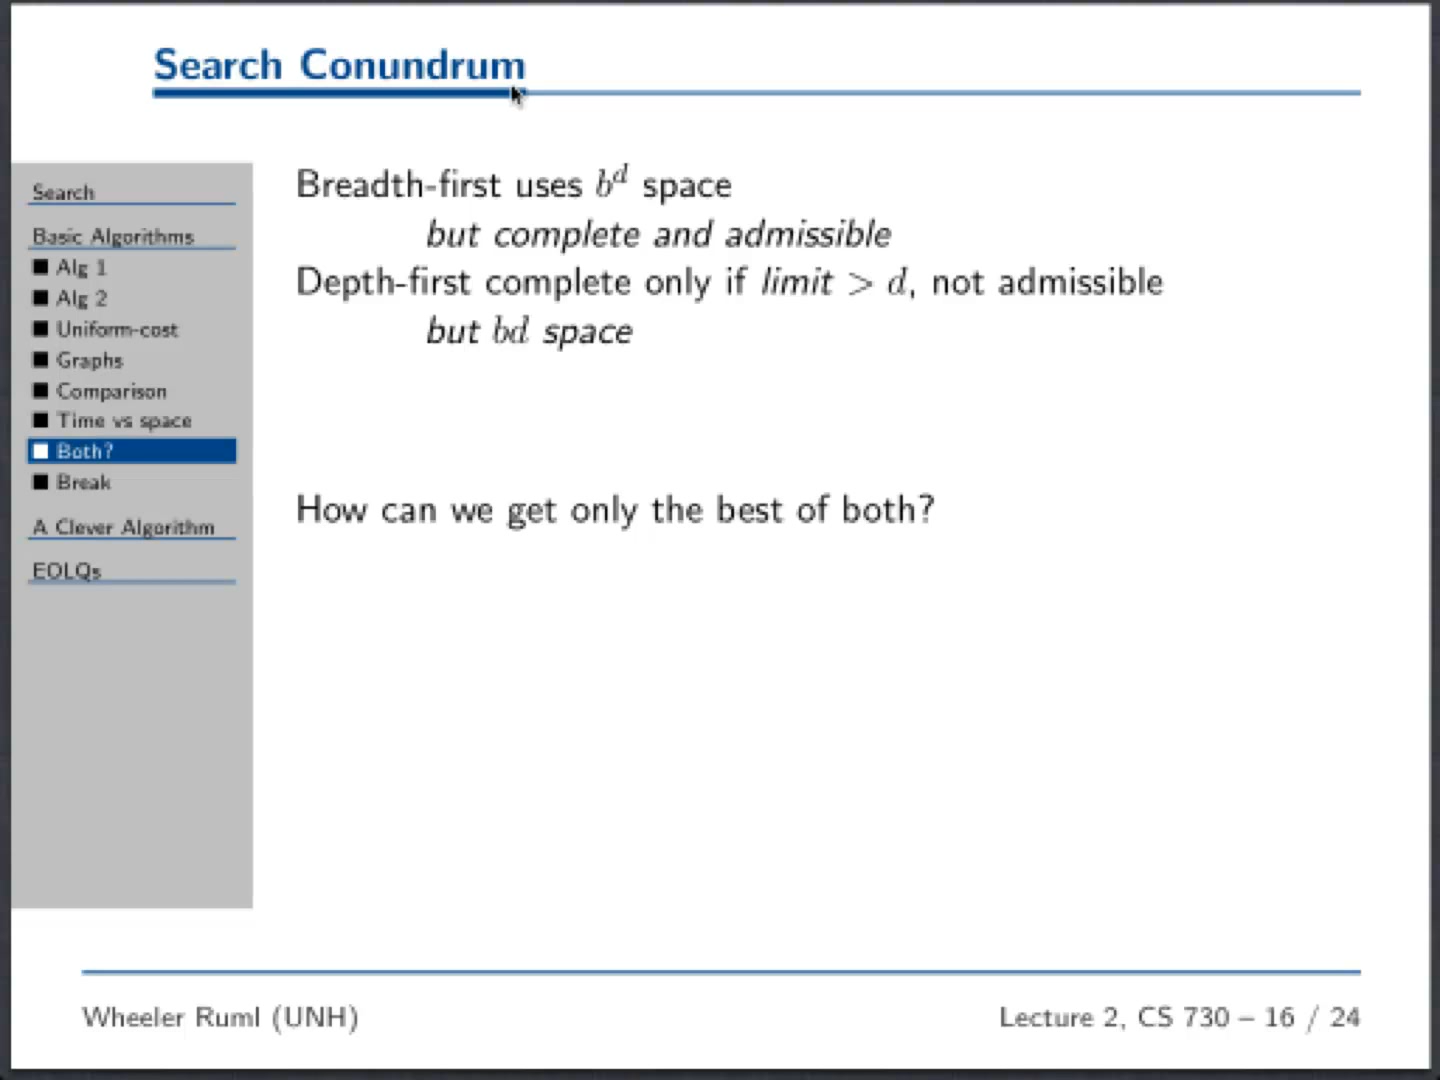 Search Conundrum
Search
Basic Algorithms
Alg 1
Alg 2
Uniform-cost
Graphs
Comparison
Time vs space
Both?
Break
A Clever Algorithm
EOLQs
Breadth-first uses b^d space
but complete and admissible
Depth-first complete only if limit > d, not admissible
but bd space
How can we get only the best of both?
Wheeler Ruml (UNH)
Lecture 2, CS 730 – 16 / 24